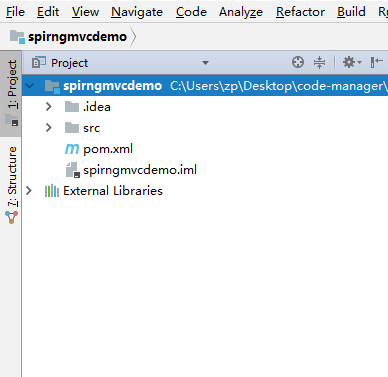 File Edit View Navigate Code Analyze Refactor Build
spirngmvcdemo
1: Project
Project
spirngmvcdemo C:\Users\zp\Desktop\code-manager\
.idea
src
pom.xml
spirngmvcdemo.iml
External Libraries
7: Structure